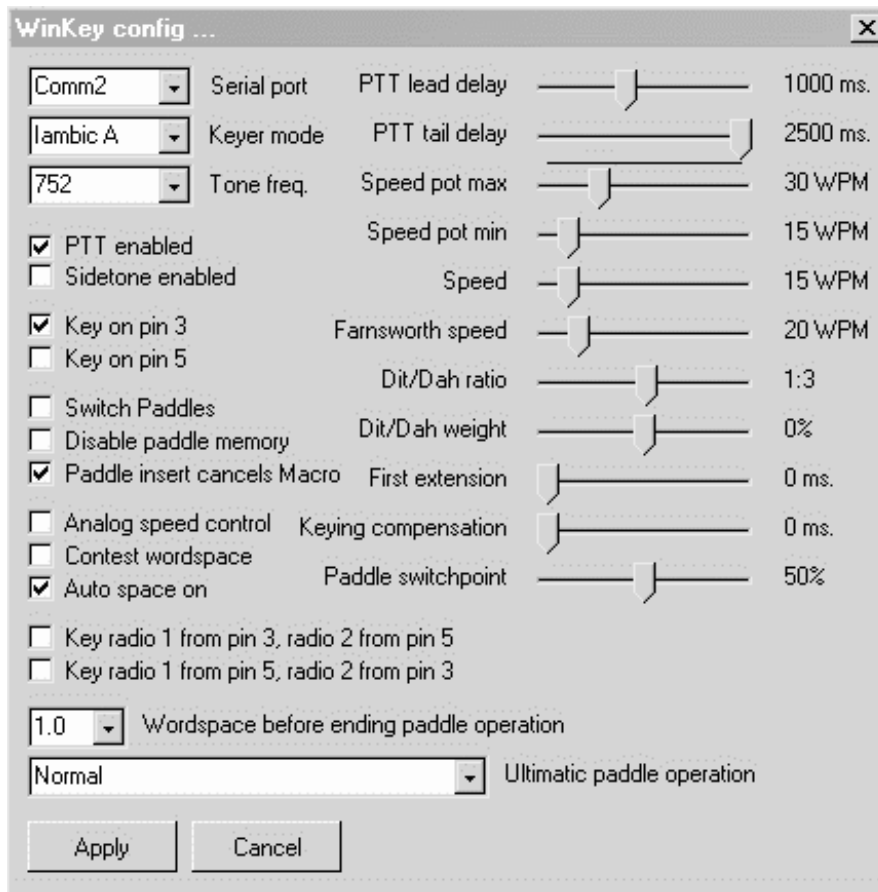 WinKey config ...
Comm2 Serial port PTT lead delay 1000 ms.
Iambic A Keyer mode PTT tail delay 2500 ms.
752 Tone freq. Speed pot max 30 WPM
Speed pot min 15 WPM
PTT enabled
Sidetone enabled Speed 15 WPM
Key on pin 3 Farnsworth speed 20 WPM
Key on pin 5
Dit/Dah ratio 1:3
Switch Paddles
Disable paddle memory Dit/Dah weight 0%
Paddle insert cancels Macro First extension 0 ms.
Analog speed control Keying compensation 0 ms.
Contest wordspace
Auto space on Paddle switchpoint 50%
Key radio 1 from pin 3, radio 2 from pin 5
Key radio 1 from pin 5, radio 2 from pin 3
1.0 Wordspace before ending paddle operation
Normal Ultimatic paddle operation
Apply Cancel